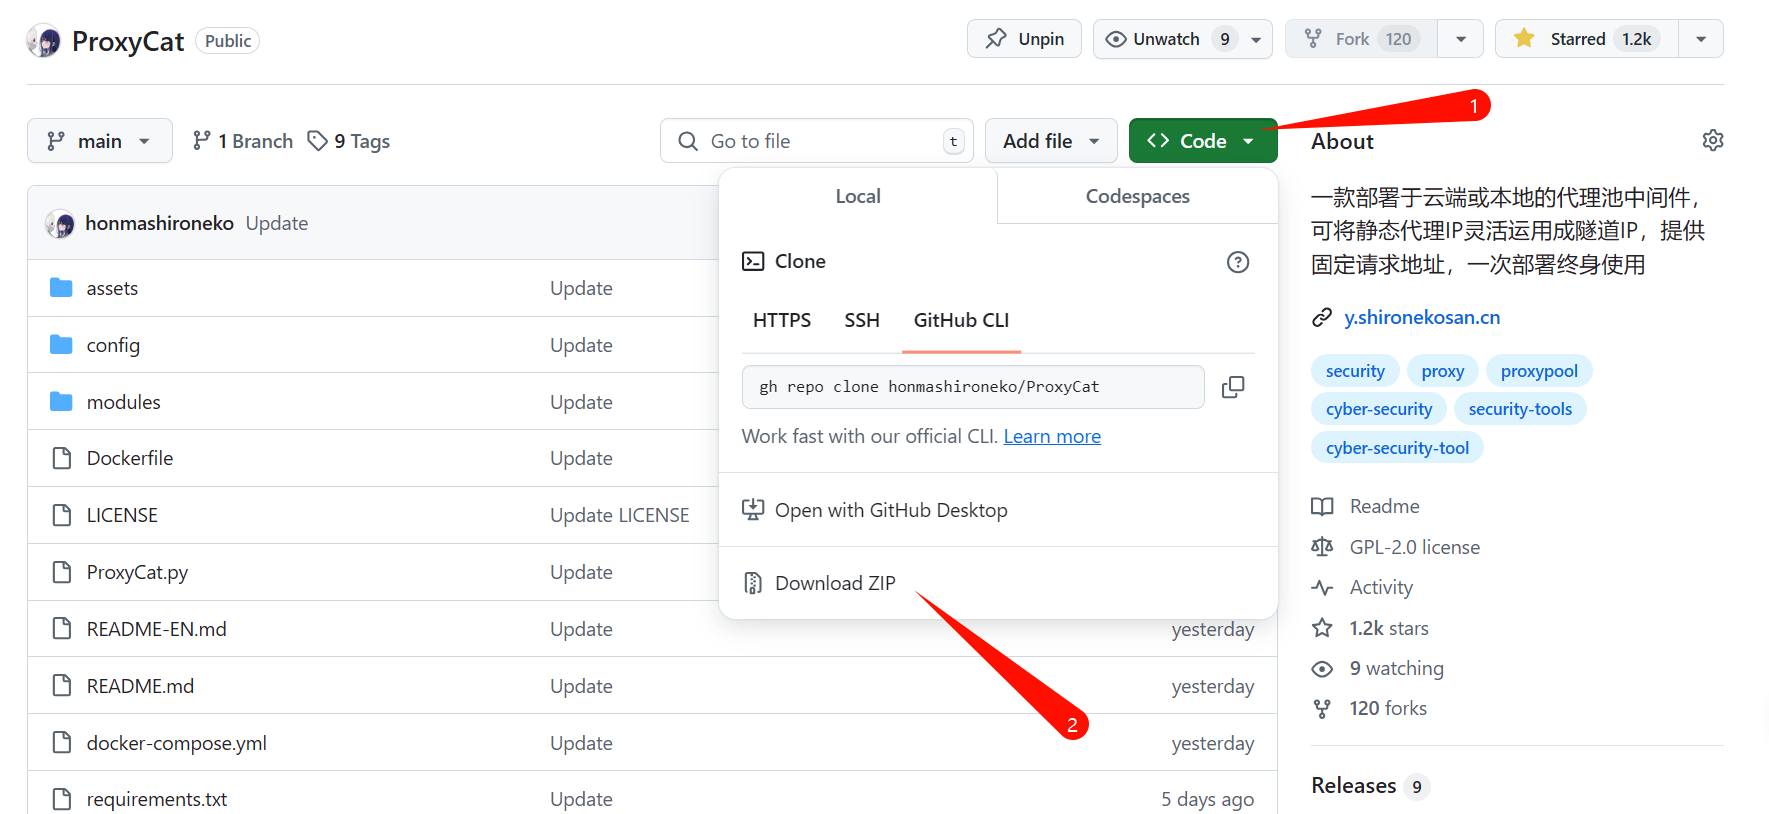 ProxyCat Public
Unpin
Unwatch 9
Fork 120
Starred 1.2k
1
main
1 Branch
9 Tags
Go to file t
Add file
Code
honmashironeko Update
assets Update
config Update
modules Update
Dockerfile Update
LICENSE Update LICENSE
ProxyCat.py Update
README-EN.md Update yesterday
README.md Update yesterday
docker-compose.yml Update yesterday
requirements.txt Update 5 days ago
Local Codespaces
Clone
HTTPS SSH GitHub CLI
gh repo clone honmashironeko/ProxyCat
Work fast with our official CLI. Learn more
Open with GitHub Desktop
Download ZIP
2
About
一款部署于云端或本地的代理池中间件，
可将静态代理IP灵活运用成隧道IP，提供
固定请求地址，一次部署终身使用
y.shironekosan.cn
security proxy proxypool
cyber-security security-tools
cyber-security-tool
Readme
GPL-2.0 license
Activity
1.2k stars
9 watching
120 forks
Releases 9